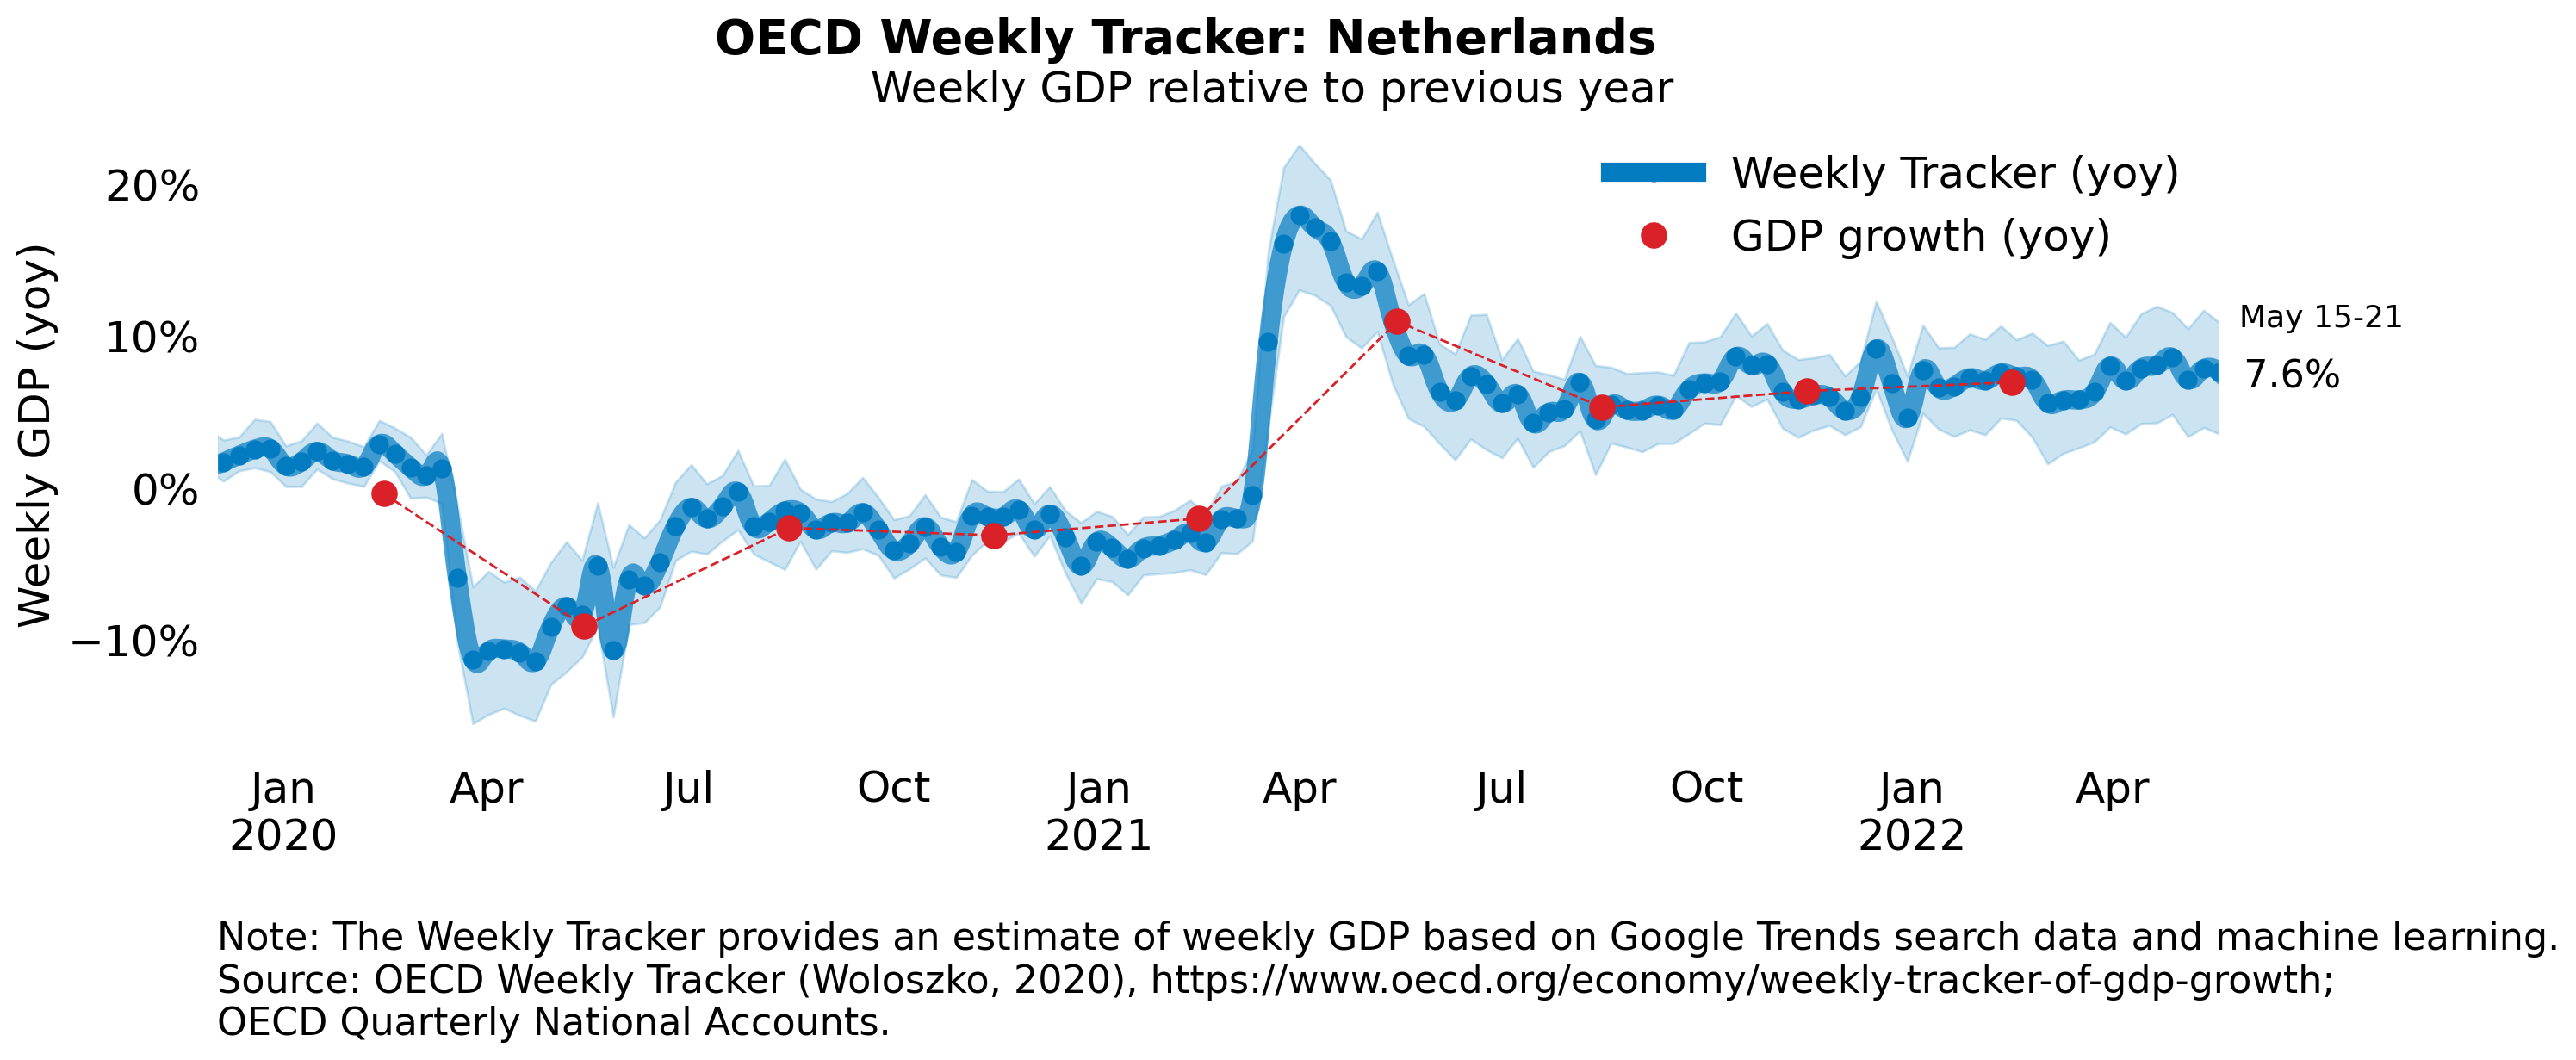 OECD Weekly Tracker: Netherlands
Weekly GDP relative to previous year
Weekly GDP (yoy)
20%
10%
0%
−10%
Weekly Tracker (yoy)
GDP growth (yoy)
May 15-21
7.6%
Jan Apr Jul Oct Jan Apr Jul Oct Jan Apr
2020 2021 2022
Note: The Weekly Tracker provides an estimate of weekly GDP based on Google Trends search data and machine learning.
Source: OECD Weekly Tracker (Woloszko, 2020), https://www.oecd.org/economy/weekly-tracker-of-gdp-growth;
OECD Quarterly National Accounts.